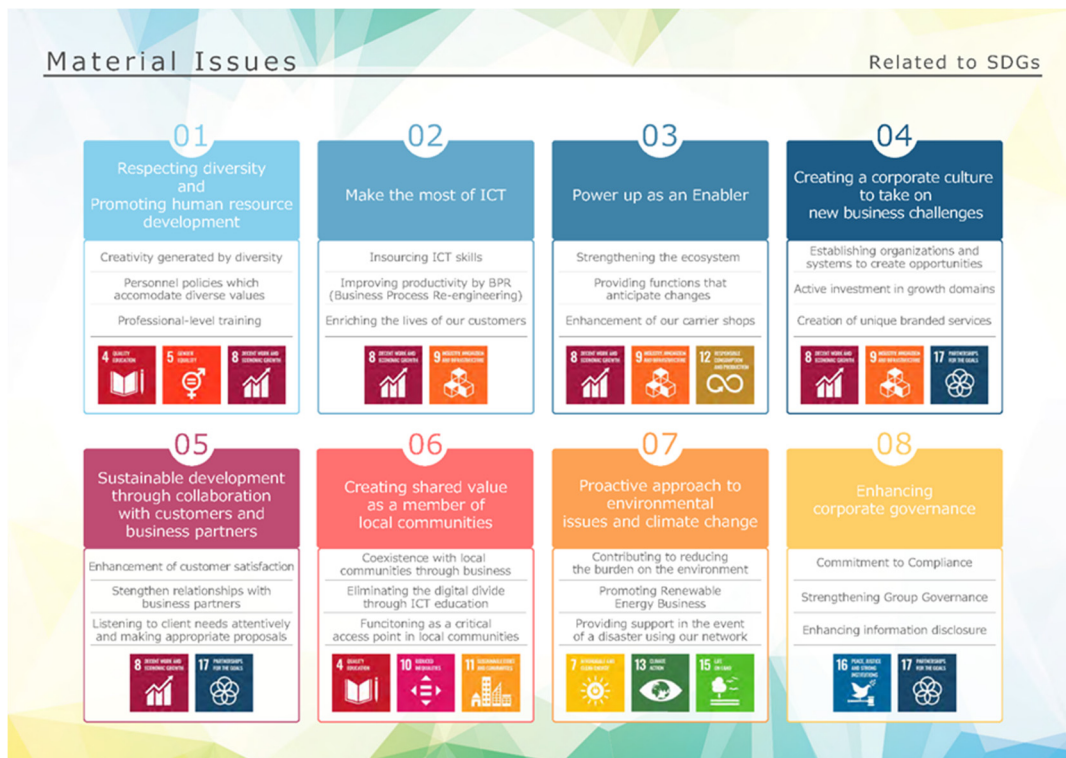 Material Issues
Related to SDGs
01
Respecting diversity
and
Promoting human resource
development
Creativity generated by diversity
Personnel policies which
accomodate diverse values
Professional-level training
4 QUALITY
EDUCATION
5 GENDER
EQUALITY
8 DECENT WORK AND
ECONOMIC GROWTH
02
Make the most of ICT
Insourcing ICT skills
Improving productivity by BPR
(Business Process Re-engineering)
Enriching the lives of our customers
8 DECENT WORK AND
ECONOMIC GROWTH
9 INDUSTRY, INNOVATION
AND INFRASTRUCTURE
03
Power up as an Enabler
Strengthening the ecosystem
Providing functions that
anticipate changes
Enhancement of our carrier shops
8 DECENT WORK AND
ECONOMIC GROWTH
9 INDUSTRY, INNOVATION
AND INFRASTRUCTURE
12 RESPONSIBLE
CONSUMPTION
AND PRODUCTION
04
Creating a corporate culture
to take on
new business challenges
Establishing organizations and
systems to create opportunities
Active investment in growth domains
Creation of unique branded services
8 DECENT WORK AND
ECONOMIC GROWTH
9 INDUSTRY, INNOVATION
AND INFRASTRUCTURE
17 PARTNERSHIPS
FOR THE GOALS
05
Sustainable development
through collaboration
with customers and
business partners
Enhancement of customer satisfaction
Stengthen relationships with
business partners
Listening to client needs attentively
and making appropriate proposals
8 DECENT WORK AND
ECONOMIC GROWTH
17 PARTNERSHIPS
FOR THE GOALS
06
Creating shared value
as a member of
local communities
Coexistence with local
communities through business
Eliminating the digital divide
through ICT education
Funcitoning as a critical
access point in local communities
4 QUALITY
EDUCATION
10 REDUCED
INEQUALITIES
11 SUSTAINABLE CITIES
AND COMMUNITIES
07
Proactive approach to
environmental
issues and climate change
Contributing to reducing
the burden on the environment
Promoting Renewable
Energy Business
Providing support in the event
of a disaster using our network
7 AFFORDABLE AND
CLEAN ENERGY
13 CLIMATE
ACTION
15 LIFE
ON LAND
08
Enhancing
corporate governance
Commitment to Compliance
Strengthening Group Governance
Enhancing information disclosure
16 PEACE, JUSTICE
AND STRONG
INSTITUTIONS
17 PARTNERSHIPS
FOR THE GOALS